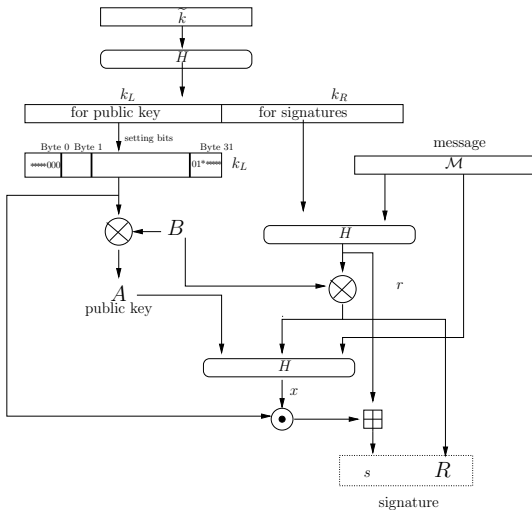 k̃
H
k_L k_R
for public key for signatures
setting bits
Byte 0 Byte 1 Byte 31
*****000 01****** k_L
message
M
B
H
A
public key
r
H
x
s R
signature